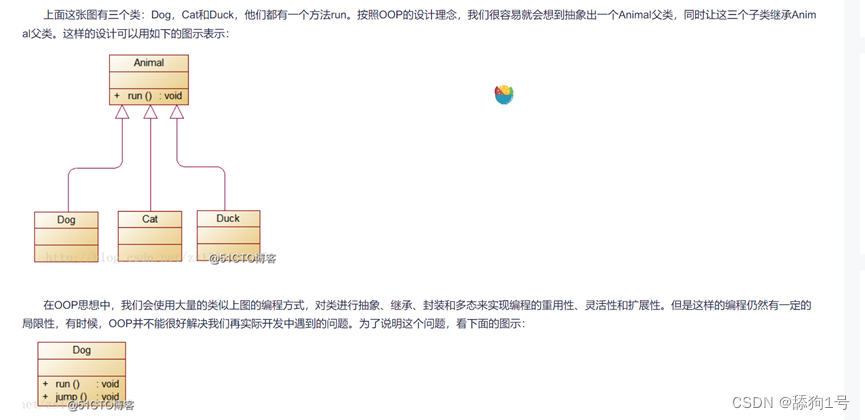 上面这张图有三个类：Dog，Cat和Duck，他们都有一个方法run。按照OOP的设计理念，我们很容易就会想到抽象出一个Animal父类，同时让这三个子类继承Anim
al父类。这样的设计可以用如下的图示表示：
Animal
+ run () : void
Dog
Cat
Duck
@51CTO博客
在OOP思想中，我们会使用大量的类似上图的编程方式，对类进行抽象、继承、封装和多态来实现编程的重用性、灵活性和扩展性。但是这样的编程仍然有一定的
局限性，有时候，OOP并不能很好解决我们再实际开发中遇到的问题。为了说明这个问题，看下面的图示：
Dog
+ run () : void
+ jump () : void
@51CTO博客
CSDN @舔狗1号